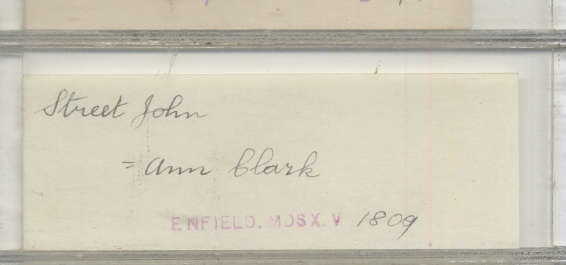 Street John
= Ann Clark
ENFIELD. MDSX. V 1809